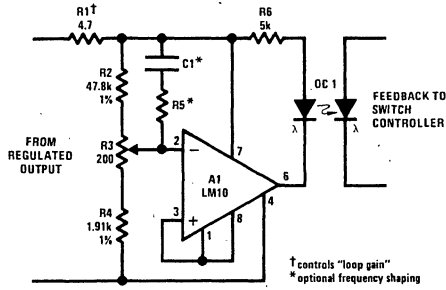 R1†
4.7
R6
5k
C1*
OC 1
R2
47.8k
1%
R5*
FEEDBACK TO
SWITCH
CONTROLLER
λ
λ
FROM
REGULATED
OUTPUT
R3
200
2
−
7
A1
LM10
6
4
3
+
8
1
R4
1.91k
1%
† controls "loop gain"
* optional frequency shaping